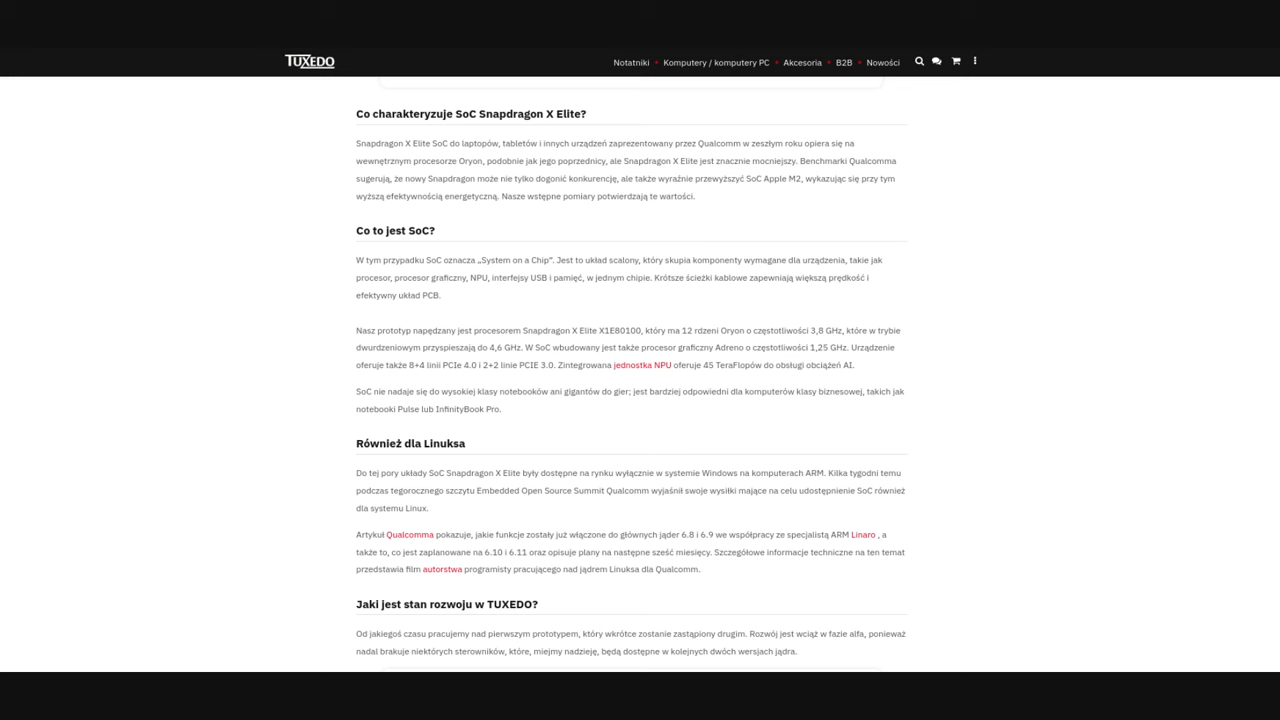 TUXEDO
Notatniki • Komputery / komputery PC • Akcesoria • B2B • Nowości
Co charakteryzuje SoC Snapdragon X Elite?
Snapdragon X Elite SoC do laptopów, tabletów i innych urządzeń zaprezentowany przez Qualcomm w zeszłym roku opiera się na
wewnętrznym procesorze Oryon, podobnie jak jego poprzednicy, ale Snapdragon X Elite jest znacznie mocniejszy. Benchmarki Qualcomma
sugerują, że nowy Snapdragon może nie tylko dogonić konkurencję, ale także wyraźnie przewyższyć SoC Apple M2, wykazując się przy tym
wyższą efektywnością energetyczną. Nasze wstępne pomiary potwierdzają te wartości.
Co to jest SoC?
W tym przypadku SoC oznacza „System on a Chip”. Jest to układ scalony, który skupia komponenty wymagane dla urządzenia, takie jak
procesor, procesor graficzny, NPU, interfejsy USB i pamięć, w jednym chipie. Krótsze ścieżki kablowe zapewniają większą prędkość i
efektywny układ PCB.
Nasz prototyp napędzany jest procesorem Snapdragon X Elite X1E80100, który ma 12 rdzeni Oryon o częstotliwości 3,8 GHz, które w trybie
dwurdzeniowym przyspieszają do 4,6 GHz. W SoC wbudowany jest także procesor graficzny Adreno o częstotliwości 1,25 GHz. Urządzenie
oferuje także 8+4 linii PCIe 4.0 i 2+2 linie PCIE 3.0. Zintegrowana jednostka NPU oferuje 45 TeraFlopów do obsługi obciążeń AI.
SoC nie nadaje się do wysokiej klasy notebooków ani gigantów do gier; jest bardziej odpowiedni dla komputerów klasy biznesowej, takich jak
notebooki Pulse lub InfinityBook Pro.
Również dla Linuksa
Do tej pory układy SoC Snapdragon X Elite były dostępne na rynku wyłącznie w systemie Windows na komputerach ARM. Kilka tygodni temu
podczas tegorocznego szczytu Embedded Open Source Summit Qualcomm wyjaśnił swoje wysiłki mające na celu udostępnienie SoC również
dla systemu Linux.
Artykuł Qualcomma pokazuje, jakie funkcje zostały już włączone do głównych jąder 6.8 i 6.9 we współpracy ze specjalistą ARM Linaro , a
także to, co jest zaplanowane na 6.10 i 6.11 oraz opisuje plany na następne sześć miesięcy. Szczegółowe informacje techniczne na ten temat
przedstawia film autorstwa programisty pracującego nad jądrem Linuksa dla Qualcomm.
Jaki jest stan rozwoju w TUXEDO?
Od jakiegoś czasu pracujemy nad pierwszym prototypem, który wkrótce zostanie zastąpiony drugim. Rozwój jest wciąż w fazie alfa, ponieważ
nadal brakuje niektórych sterowników, które, miejmy nadzieję, będą dostępne w kolejnych dwóch wersjach jądra.